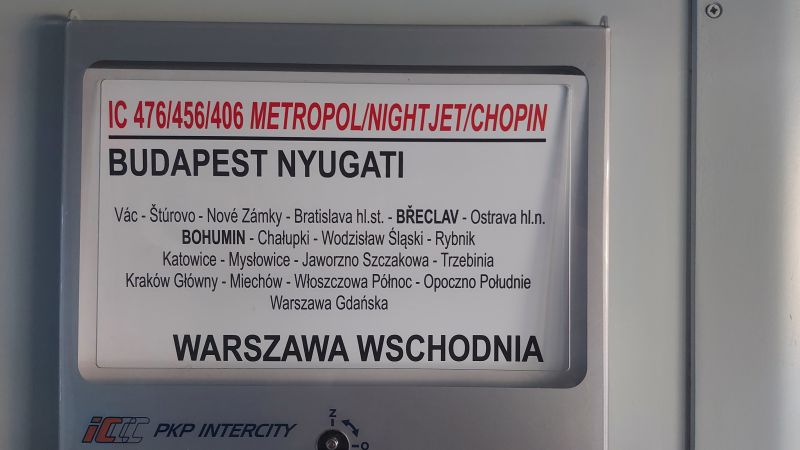 IC 476/456/406 METROPOL/NIGHTJET/CHOPIN
BUDAPEST NYUGATI
Vác - Štúrovo - Nové Zámky - Bratislava hl.st. - BŘECLAV - Ostrava hl.n.
BOHUMIN - Chałupki - Wodzisław Śląski - Rybnik
Katowice - Mysłowice - Jaworzno Szczakowa - Trzebinia
Kraków Główny - Miechów - Włoszczowa Północ - Opoczno Południe
Warszawa Gdańska
WARSZAWA WSCHODNIA
IC PKP INTERCITY
Z
O